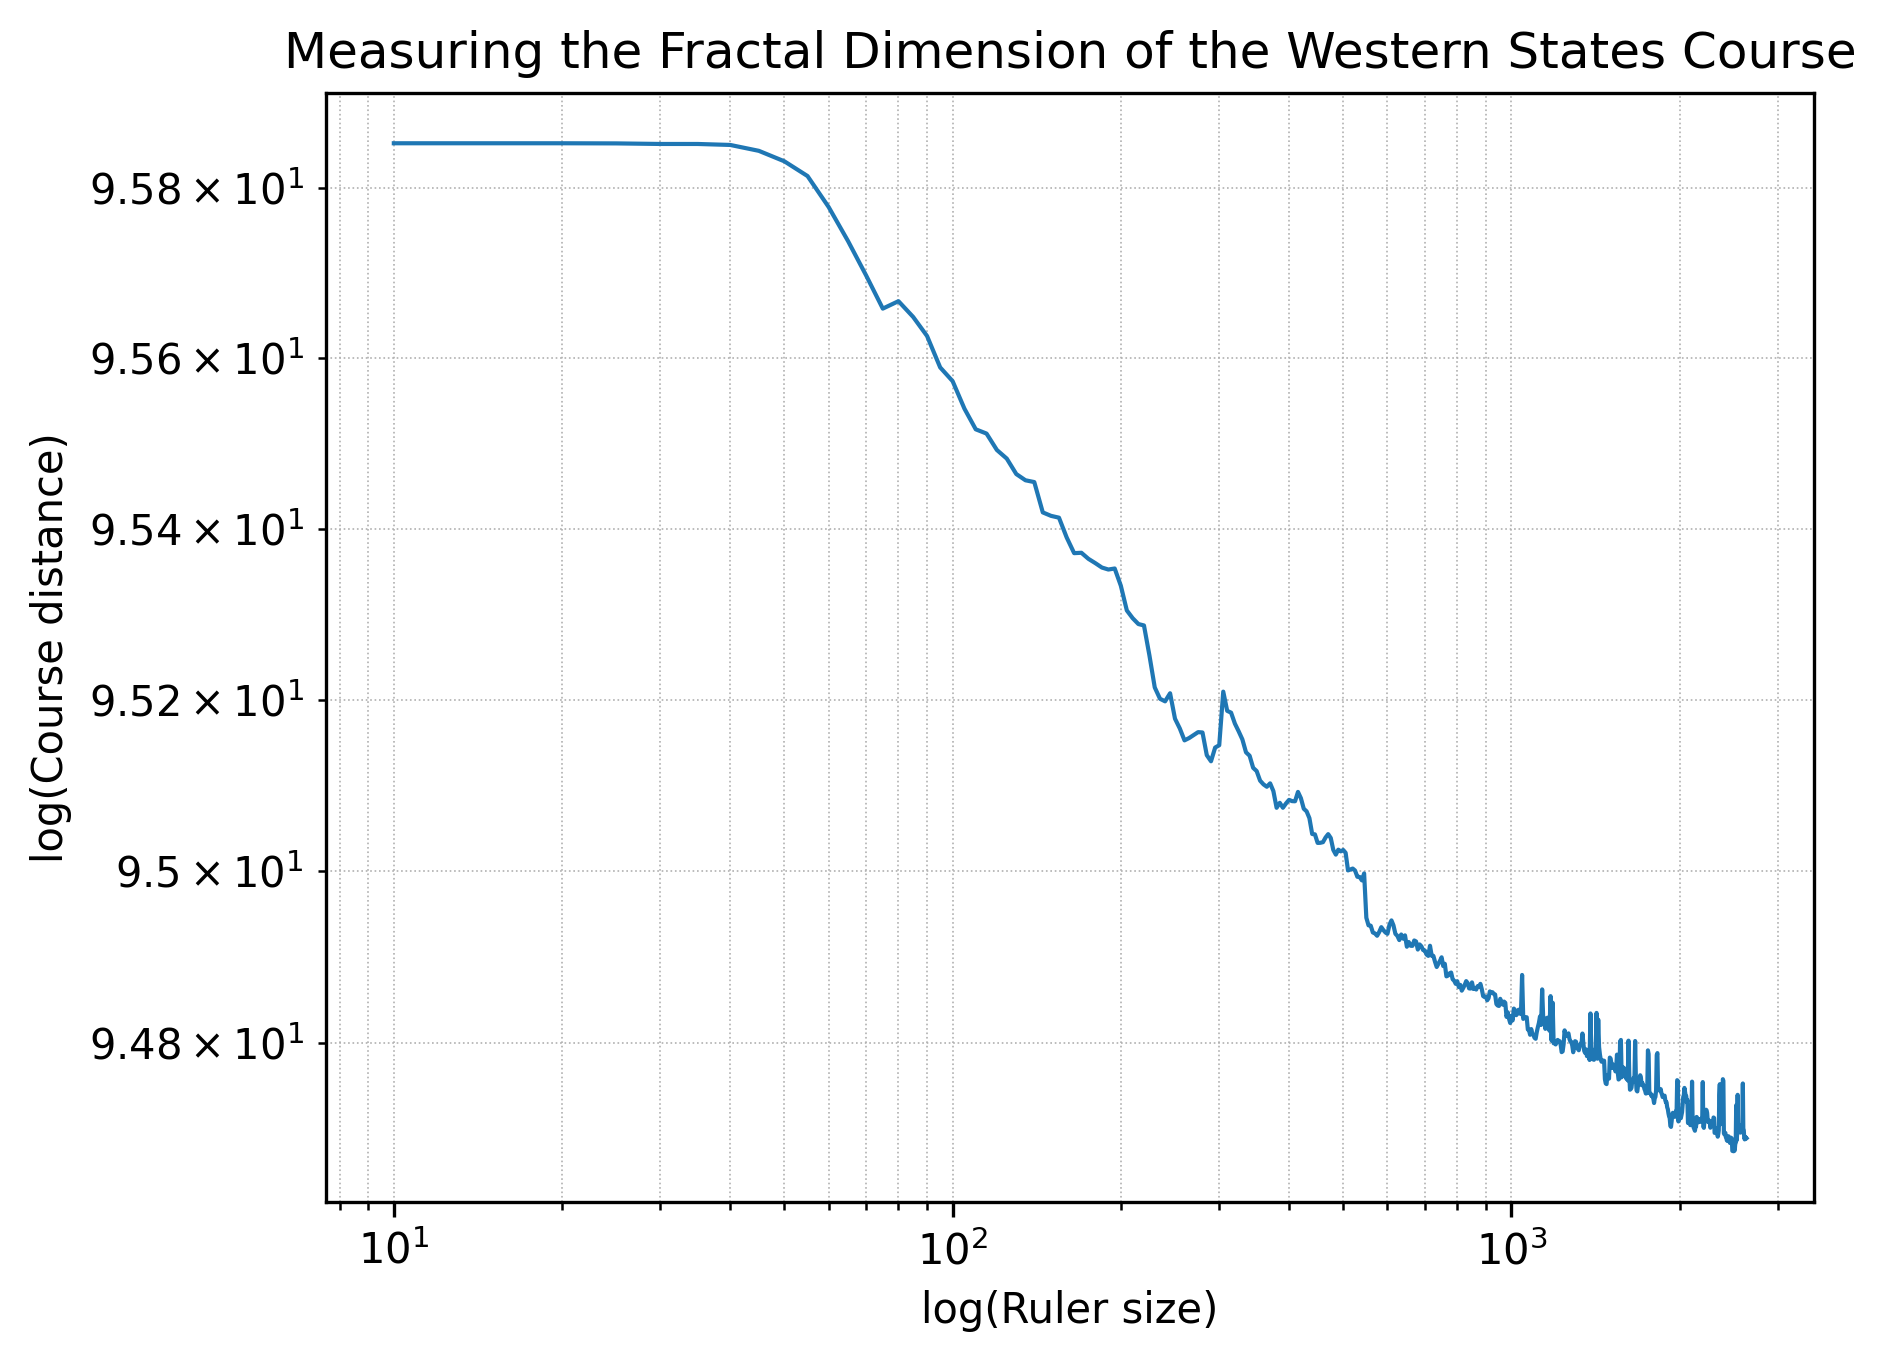 Measuring the Fractal Dimension of the Western States Course
log(Course distance)
9.58 × 10¹
9.56 × 10¹
9.54 × 10¹
9.52 × 10¹
9.5 × 10¹
9.48 × 10¹
10¹ 10² 10³
log(Ruler size)